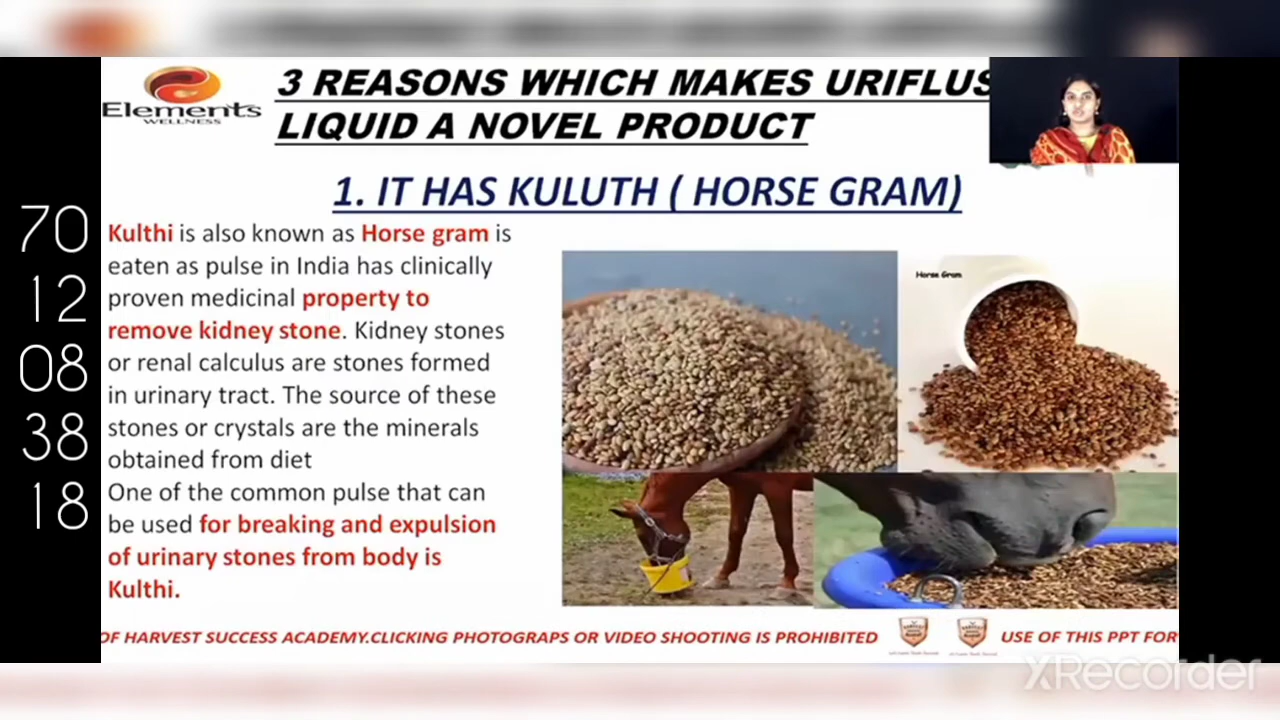 3 REASONS WHICH MAKES URIFLUS
LIQUID A NOVEL PRODUCT
Elements
WELLNESS
1. IT HAS KULUTH ( HORSE GRAM)
70
12
08
38
18
Kulthi is also known as Horse gram is
eaten as pulse in India has clinically
proven medicinal property to
remove kidney stone. Kidney stones
or renal calculus are stones formed
in urinary tract. The source of these
stones or crystals are the minerals
obtained from diet
One of the common pulse that can
be used for breaking and expulsion
of urinary stones from body is
Kulthi.
Horse Gram
OF HARVEST SUCCESS ACADEMY.CLICKING PHOTOGRAPS OR VIDEO SHOOTING IS PROHIBITED
USE OF THIS PPT FOR
XRecorder